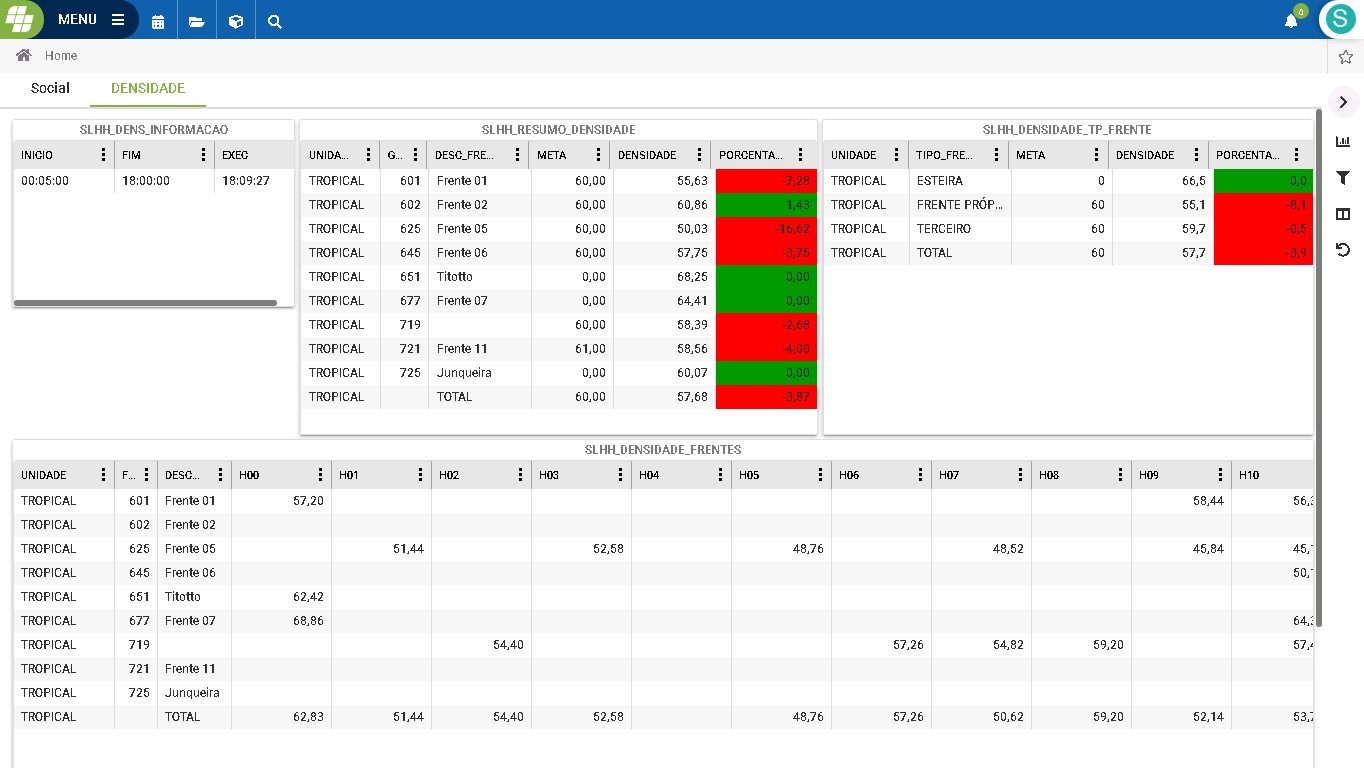 MENU
0
S
Home
Social DENSIDADE
SLHH_DENS_INFORMACAO
INICIO FIM EXEC
00:05:00 18:00:00 18:09:27
SLHH_RESUMO_DENSIDADE
UNIDA... G... DESC_FRE... META DENSIDADE PORCENTA...
TROPICAL 601 Frente 01 60,00 55,63 -7,28
TROPICAL 602 Frente 02 60,00 60,86 1,43
TROPICAL 625 Frente 05 60,00 50,03 -16,62
TROPICAL 645 Frente 06 60,00 57,75 -3,76
TROPICAL 651 Titotto 0,00 68,25 0,00
TROPICAL 677 Frente 07 0,00 64,41 0,00
TROPICAL 719 60,00 58,39 -2,68
TROPICAL 721 Frente 11 61,00 58,56 -4,00
TROPICAL 725 Junqueira 0,00 60,07 0,00
TROPICAL TOTAL 60,00 57,68 -3,87
SLHH_DENSIDADE_TP_FRENTE
UNIDADE TIPO_FRE... META DENSIDADE PORCENTA...
TROPICAL ESTEIRA 0 66,5 0,0
TROPICAL FRENTE PRÓP... 60 55,1 -8,1
TROPICAL TERCEIRO 60 59,7 -0,5
TROPICAL TOTAL 60 57,7 -3,9
SLHH_DENSIDADE_FRENTES
UNIDADE F... DESC... H00 H01 H02 H03 H04 H05 H06 H07 H08 H09 H10
TROPICAL 601 Frente 01 57,20 58,44
TROPICAL 602 Frente 02
TROPICAL 625 Frente 05 51,44 52,58 48,76 48,52 45,84
TROPICAL 645 Frente 06
TROPICAL 651 Titotto 62,42
TROPICAL 677 Frente 07 68,86
TROPICAL 719 54,40 57,26 54,82 59,20
TROPICAL 721 Frente 11
TROPICAL 725 Junqueira
TROPICAL TOTAL 62,83 51,44 54,40 52,58 48,76 57,26 50,62 59,20 52,14